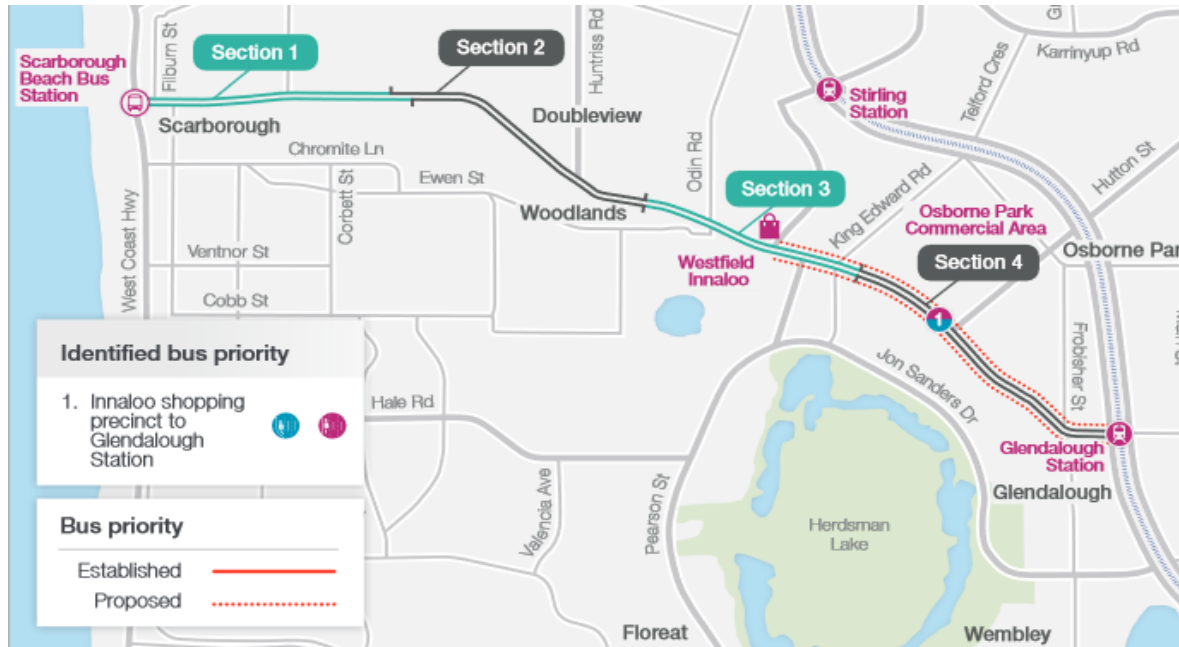 Scarborough
Beach Bus
Station
Filburn St
Section 1
Section 2
Huntriss Rd
Karrinyup Rd
Telford Cres
Stirling
Station
Scarborough
Doubleview
Chromite Ln
Corbett St
Ewen St
Odin Rd
Hutton St
Woodlands
Section 3
King Edward Rd
Osborne Park
Commercial Area
Osborne Par
West Coast Hwy
Ventnor St
Westfield
Innaloo
Section 4
Cobb St
1
Frobisher St
Jon Sanders Dr
Identified bus priority
1. Innaloo shopping
precinct to
Glendalough
Station
Hale Rd
Glendalough
Station
Glendalough
Valencia Ave
Pearson St
Herdsman
Lake
Bus priority
Established
Proposed
Floreat
Wembley